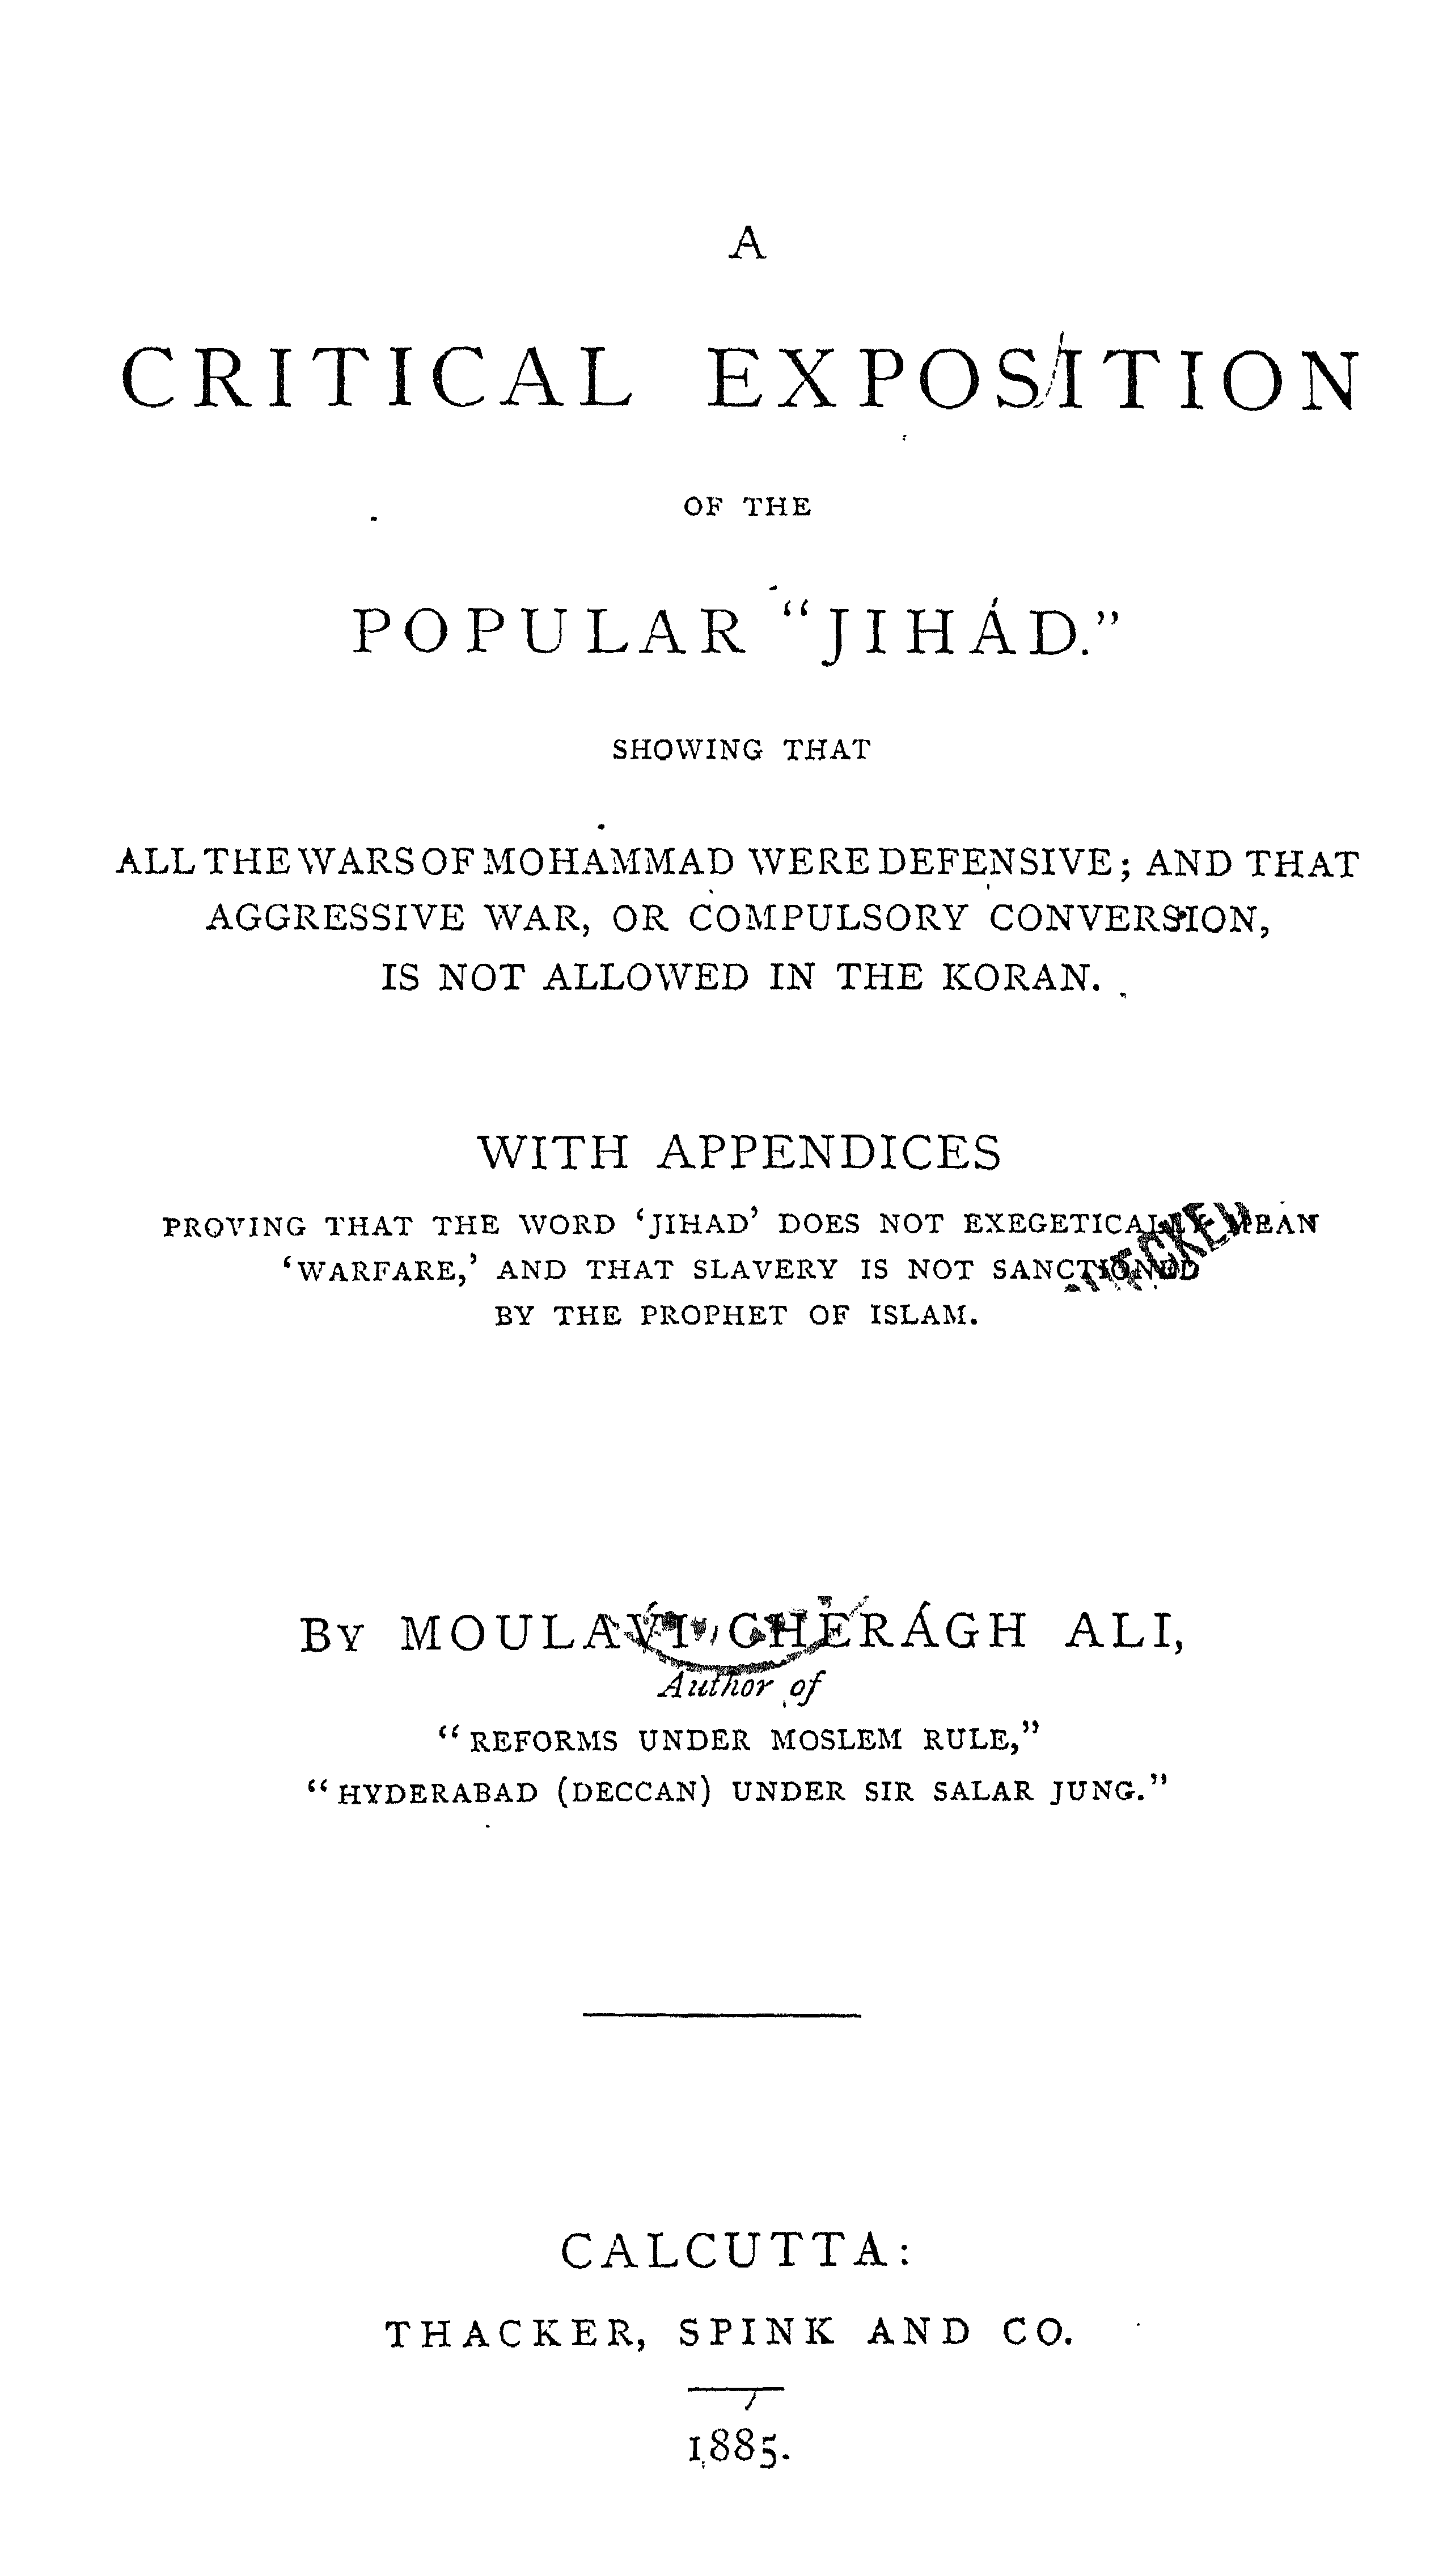 A
CRITICAL EXPOSITION
OF THE
POPULAR "JIHÁD."
SHOWING THAT
ALL THE WARS OF MOHAMMAD WERE DEFENSIVE; AND THAT
AGGRESSIVE WAR, OR COMPULSORY CONVERSION,
IS NOT ALLOWED IN THE KORAN.
WITH APPENDICES
PROVING THAT THE WORD 'JIHAD' DOES NOT EXEGETICALLY MEAN
'WARFARE,' AND THAT SLAVERY IS NOT SANCTIONED
BY THE PROPHET OF ISLAM.
BY MOULAVI CHERÁGH ALI,
Author of
"REFORMS UNDER MOSLEM RULE,"
"HYDERABAD (DECCAN) UNDER SIR SALAR JUNG."
CALCUTTA:
THACKER, SPINK AND CO.
1885.